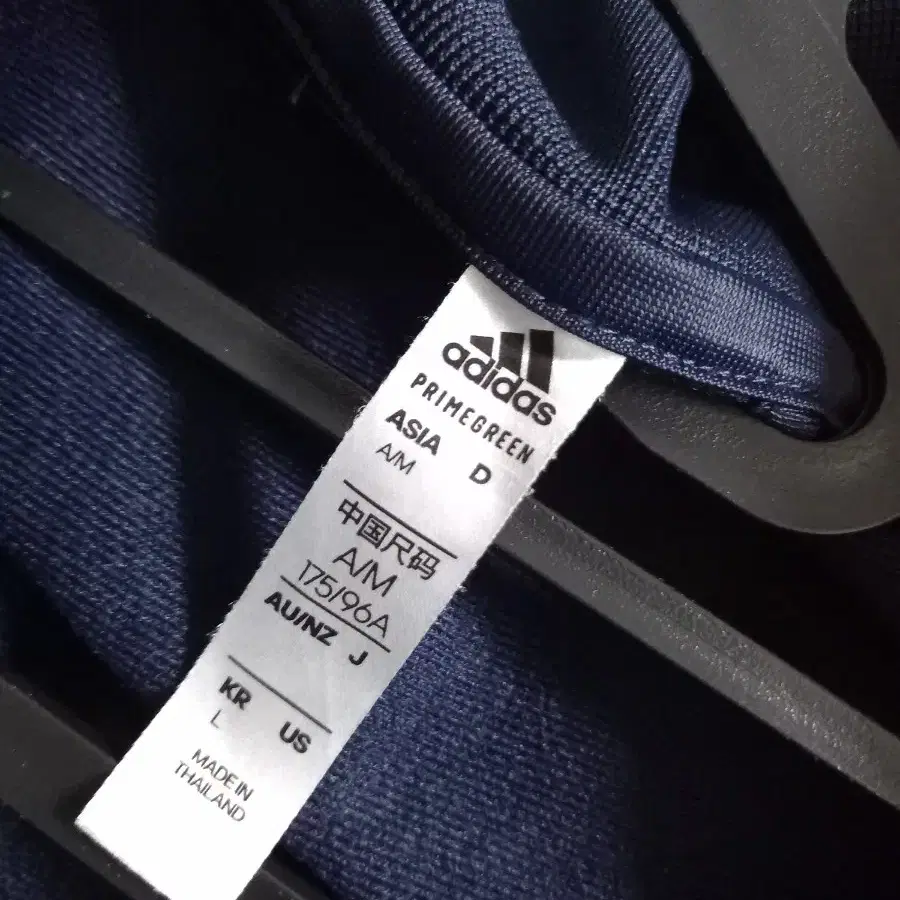 adidas
PRIMEGREEN
ASIA D
A/M
中国尺码
A/M
175/96A
AU/NZ J
KR US
L
MADE IN
THAILAND